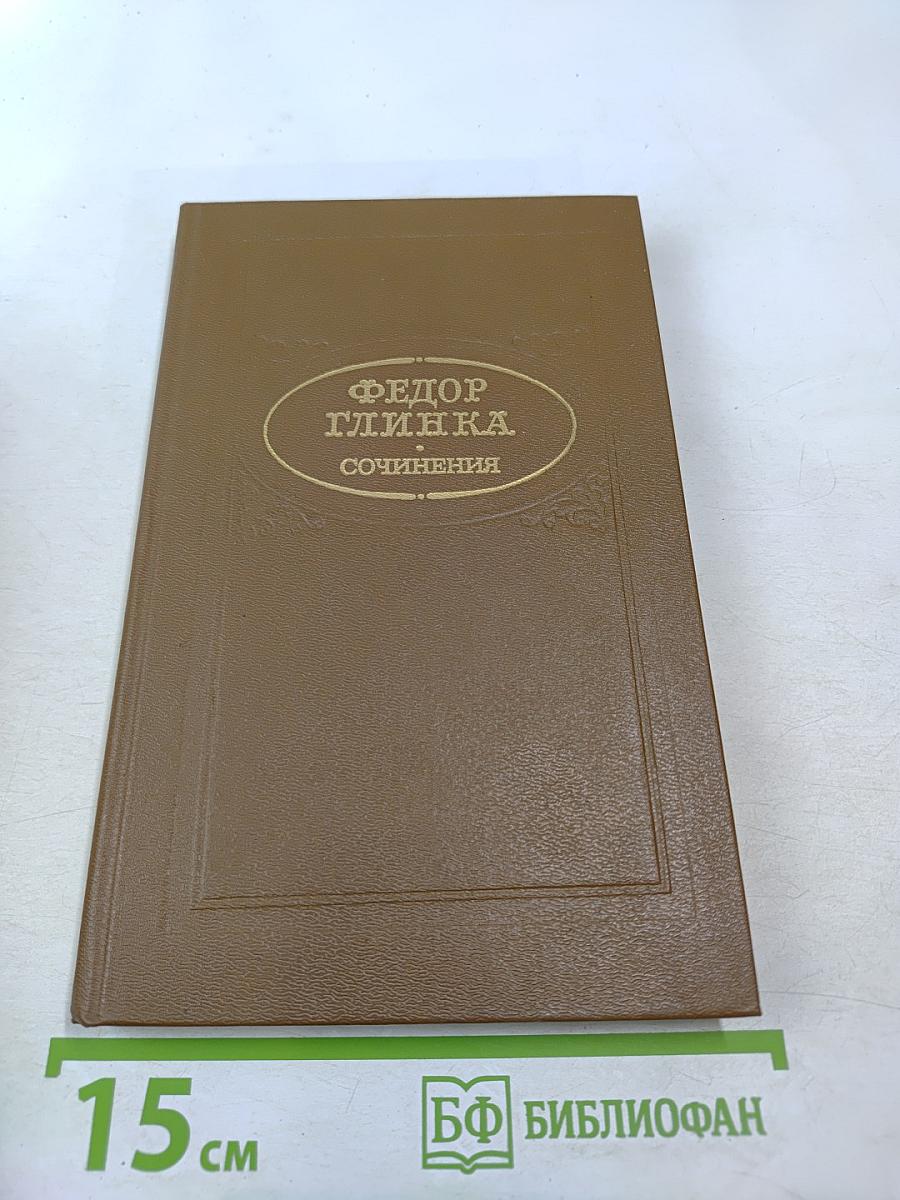 ФЕДОР
ГЛИНКА
СОЧИНЕНИЯ
15 см
БФ БИБЛИОФАН